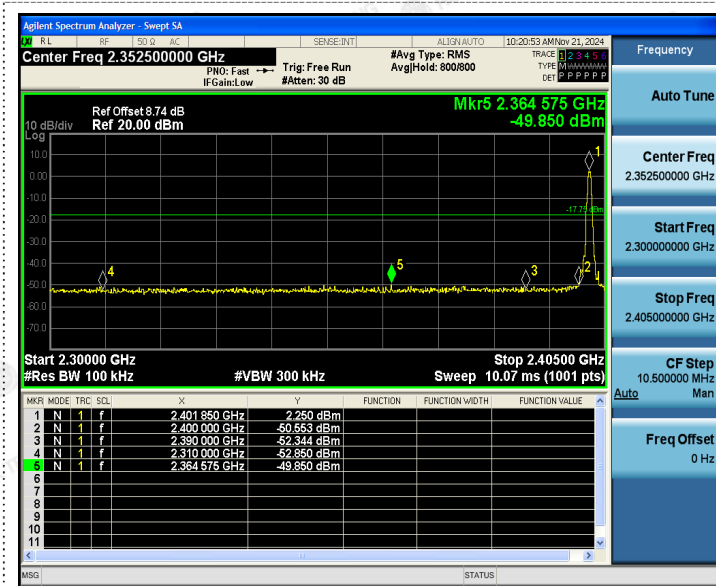 Agilent Spectrum Analyzer - Swept SA
LXI RL RF 50 Ω AC SENSE:INT ALIGN AUTO 10:20:53 AM Nov 21, 2024
Center Freq 2.352500000 GHz
PNO: Fast
IFGain:Low
Trig: Free Run
#Atten: 30 dB
#Avg Type: RMS
Avg|Hold: 800/800
TRACE 1 2 3 4 5 6
TYPE M
DET P P P P P P
Ref Offset 8.74 dB
10 dB/div Ref 20.00 dBm
Log
Mkr5 2.364 575 GHz
-49.850 dBm
10.0
0.00
-10.0
-20.0
-30.0
-40.0
-50.0
-60.0
-70.0
1
-17.75 dBm
4
5
3
2
Start 2.30000 GHz Stop 2.40500 GHz
#Res BW 100 kHz #VBW 300 kHz Sweep 10.07 ms (1001 pts)
MKR MODE TRC SCL X Y FUNCTION FUNCTION WIDTH FUNCTION VALUE
1 N 1 f 2.401 850 GHz 2.250 dBm
2 N 1 f 2.400 000 GHz -50.553 dBm
3 N 1 f 2.390 000 GHz -52.344 dBm
4 N 1 f 2.310 000 GHz -52.850 dBm
5 N 1 f 2.364 575 GHz -49.850 dBm
6
7
8
9
10
11
MSG STATUS
Frequency
Auto Tune
Center Freq
2.352500000 GHz
Start Freq
2.300000000 GHz
Stop Freq
2.405000000 GHz
CF Step
10.500000 MHz
Auto Man
Freq Offset
0 Hz